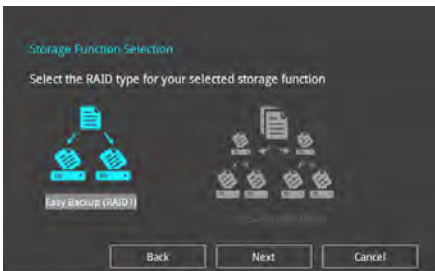 Storage Function Selection
Select the RAID type for your selected storage function
Easy Backup (RAID1)
Back
Next
Cancel